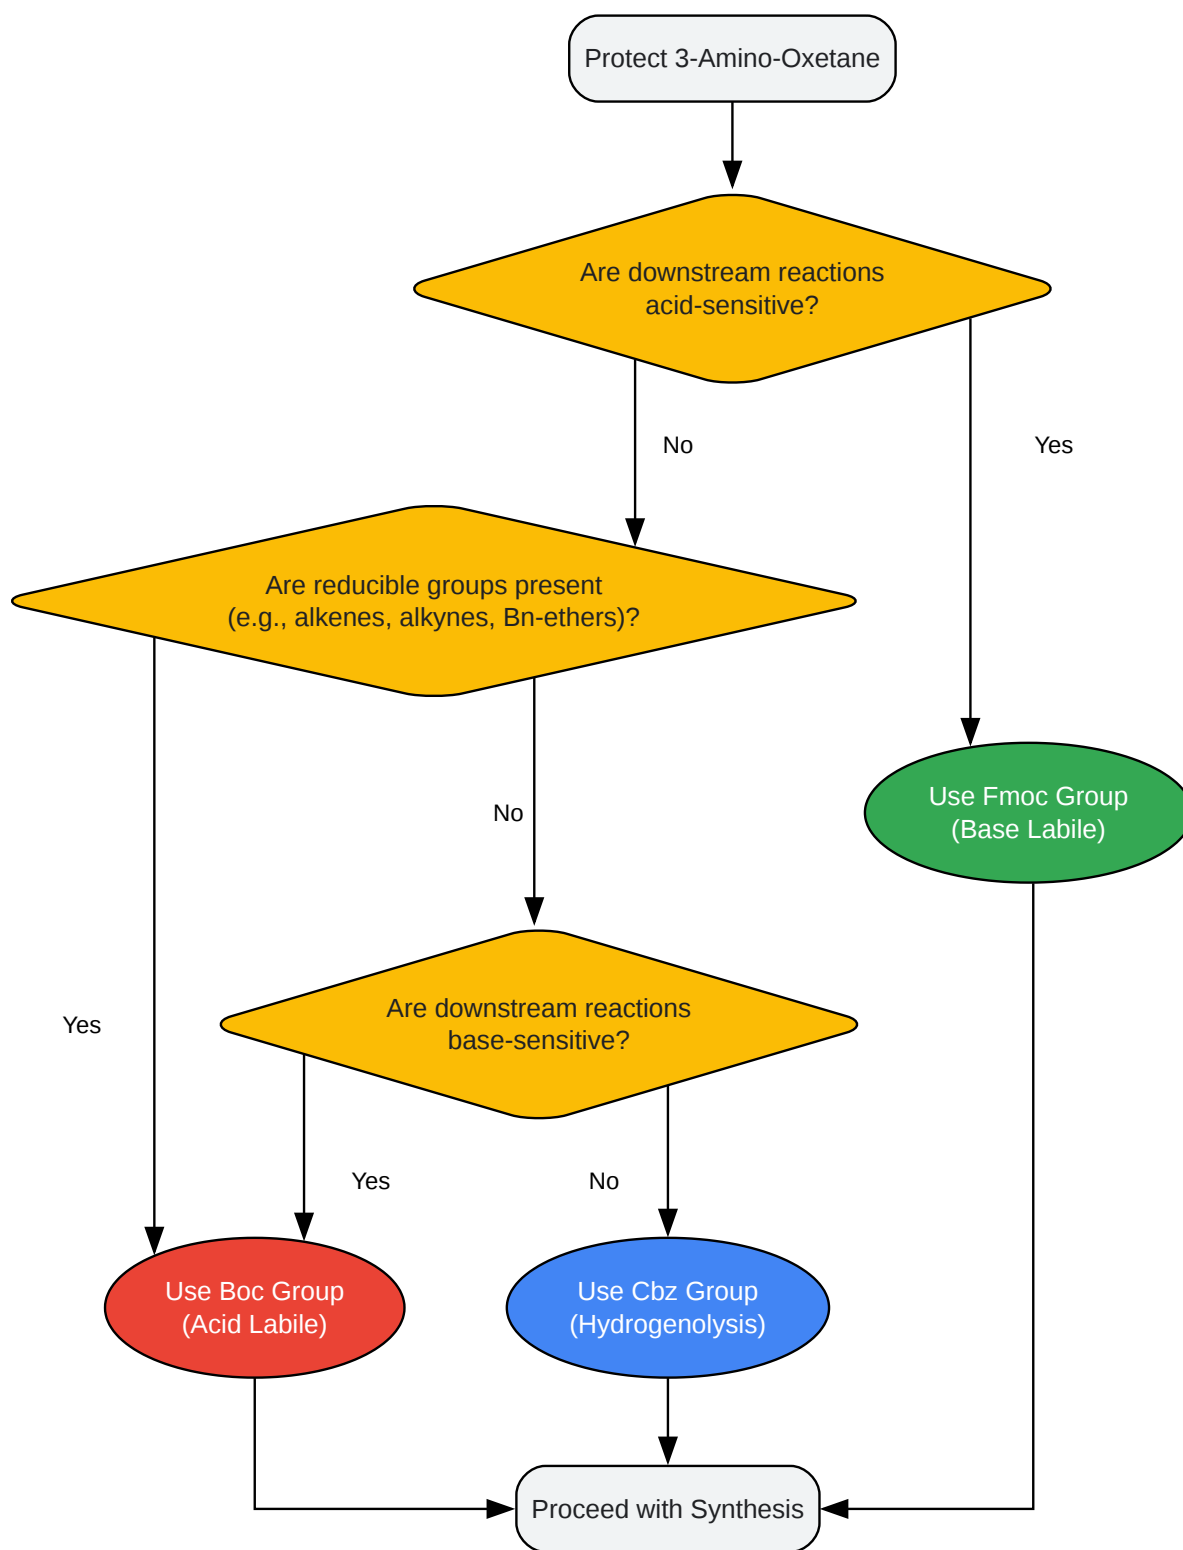 Protect 3-Amino-Oxetane
Are downstream reactions
acid-sensitive?
No
Yes
Are reducible groups present
(e.g., alkenes, alkynes, Bn-ethers)?
Use Fmoc Group
(Base Labile)
No
Are downstream reactions
base-sensitive?
Yes
Yes
No
Use Boc Group
(Acid Labile)
Use Cbz Group
(Hydrogenolysis)
Proceed with Synthesis